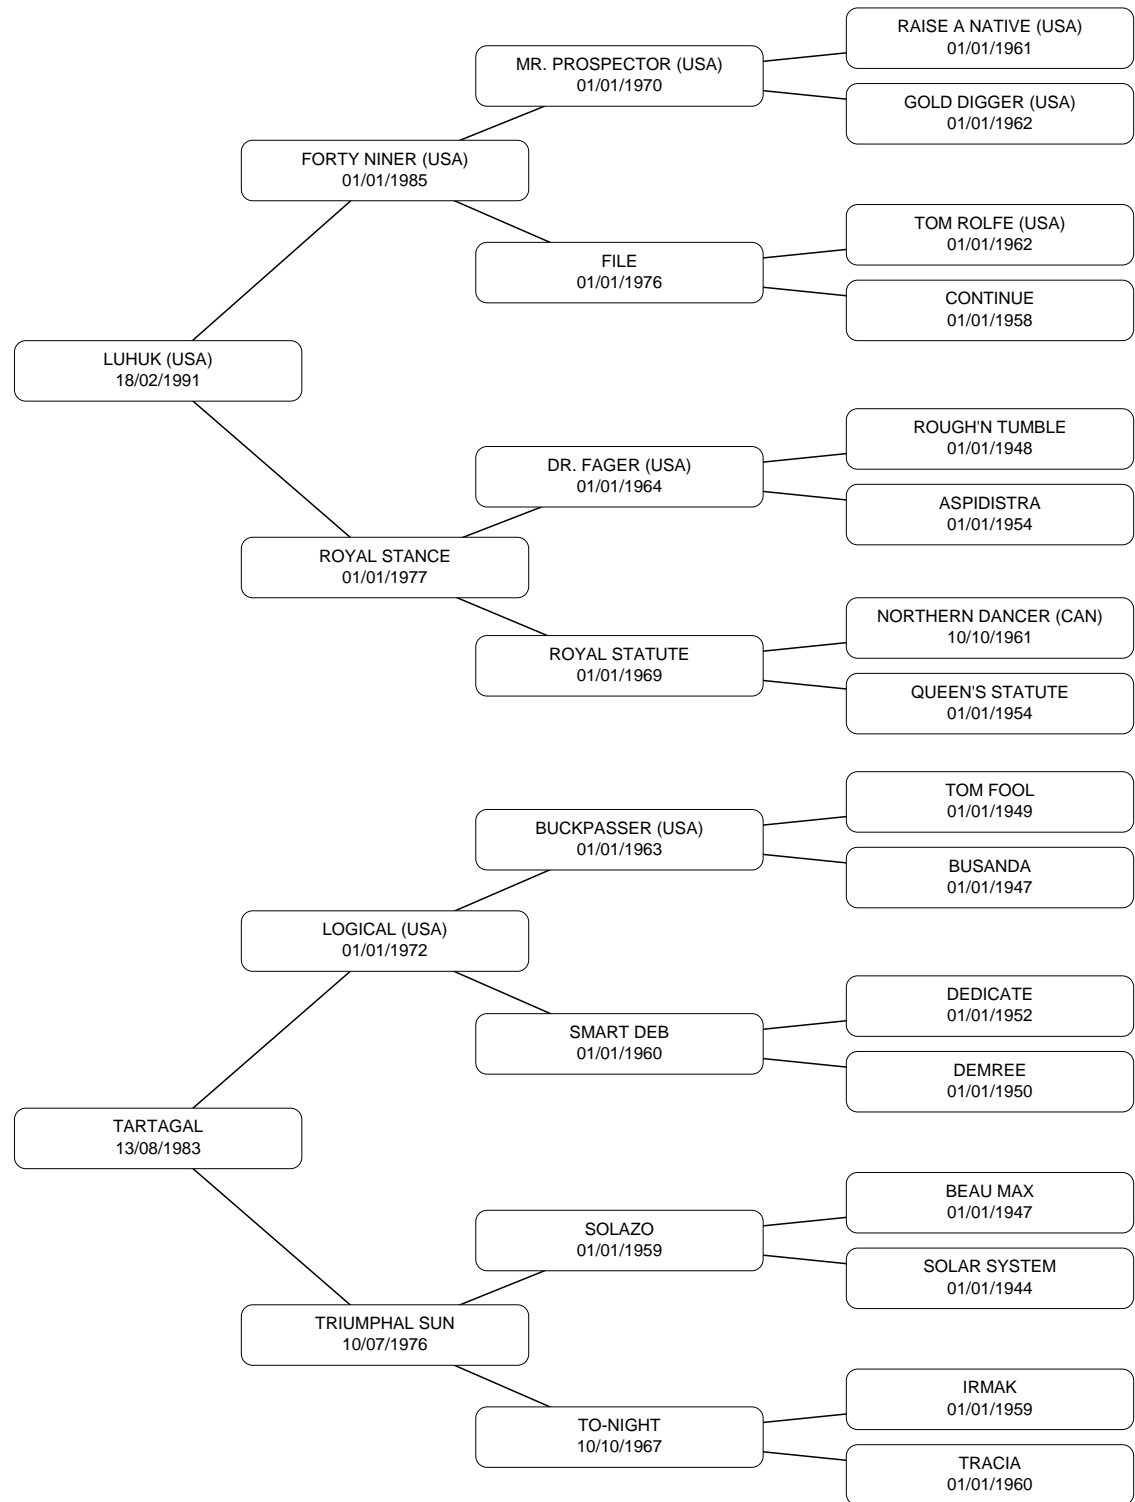 RAISE A NATIVE (USA)
01/01/1961
MR. PROSPECTOR (USA)
01/01/1970
GOLD DIGGER (USA)
01/01/1962
FORTY NINER (USA)
01/01/1985
TOM ROLFE (USA)
01/01/1962
FILE
01/01/1976
CONTINUE
01/01/1958
LUHUK (USA)
18/02/1991
ROUGH'N TUMBLE
01/01/1948
DR. FAGER (USA)
01/01/1964
ASPIDISTRA
01/01/1954
ROYAL STANCE
01/01/1977
NORTHERN DANCER (CAN)
10/10/1961
ROYAL STATUTE
01/01/1969
QUEEN'S STATUTE
01/01/1954
TOM FOOL
01/01/1949
BUCKPASSER (USA)
01/01/1963
BUSANDA
01/01/1947
LOGICAL (USA)
01/01/1972
DEDICATE
01/01/1952
SMART DEB
01/01/1960
DEMREE
01/01/1950
TARTAGAL
13/08/1983
BEAU MAX
01/01/1947
SOLAZO
01/01/1959
SOLAR SYSTEM
01/01/1944
TRIUMPHAL SUN
10/07/1976
IRMAK
01/01/1959
TO-NIGHT
10/10/1967
TRACIA
01/01/1960